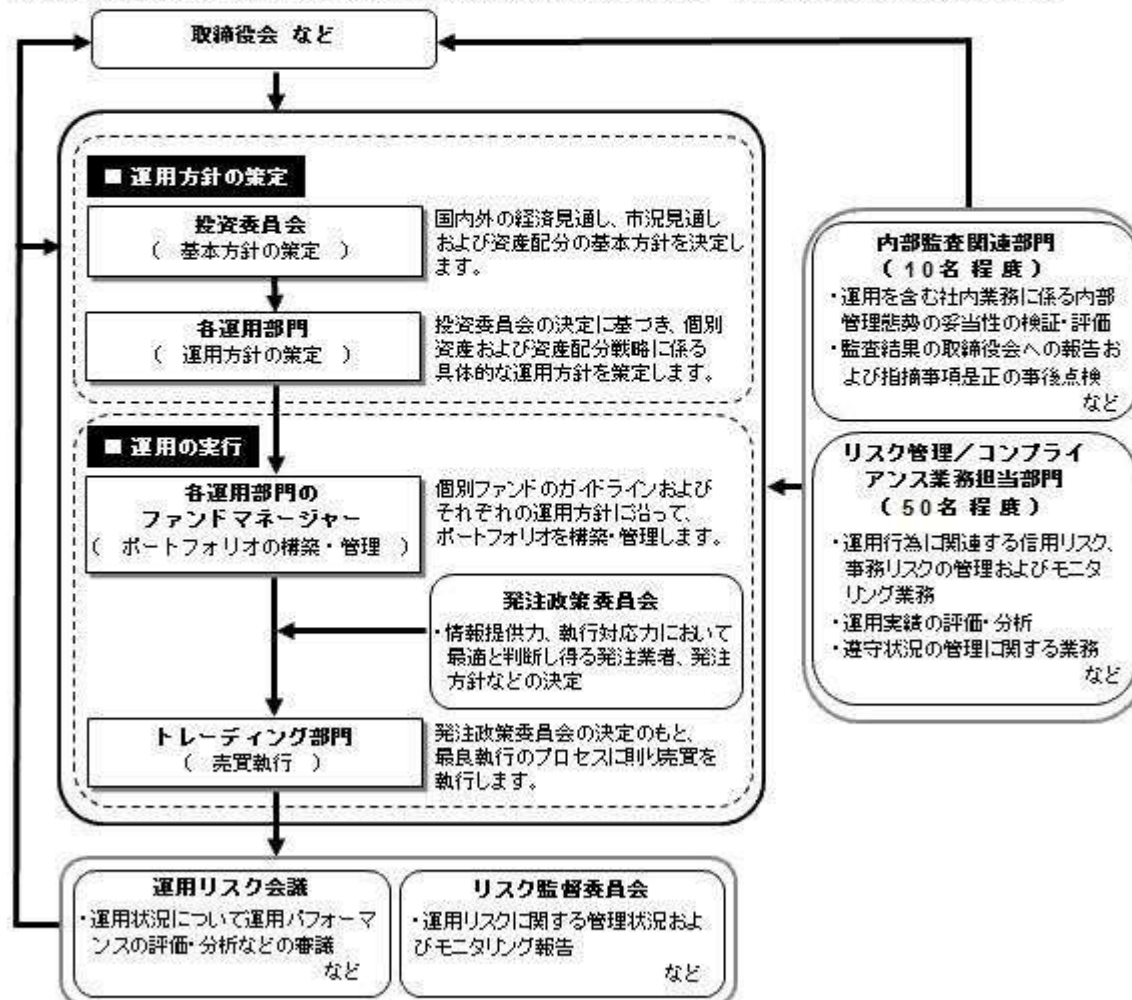 取締役会 など
■ 運用方針の策定
投資委員会
（ 基本方針の策定 ）
国内外の経済見通し、市況見通し
および資産配分の基本方針を決定し
ます。
各運用部門
（ 運用方針の策定 ）
投資委員会の決定に基づき、個別
資産および資産配分戦略に係る
具体的な運用方針を策定します。
■ 運用の実行
各運用部門の
ファンドマネージャー
（ ポートフォリオの構築・管理 ）
個別ファンドのガイドラインおよび
それぞれの運用方針に沿って、
ポートフォリオを構築・管理します。
発注政策委員会
・情報提供力、執行対応力において
最適と判断し得る発注業者、発注
方針などの決定
トレーディング部門
（ 売買執行 ）
発注政策委員会の決定のもと、
最良執行のプロセスに則り売買を
執行します。
運用リスク会議
・運用状況について運用パフォーマ
ンスの評価・分析などの審議
など
リスク監督委員会
・運用リスクに関する管理状況およ
びモニタリング報告
など
内部監査関連部門
（ 10名 程度 ）
・運用を含む社内業務に係る内部
管理態勢の妥当性の検証・評価
・監査結果の取締役会への報告お
よび指摘事項是正の事後点検
など
リスク管理／コンプライ
アンス業務担当部門
（ 50名 程度 ）
・運用行為に関連する信用リスク、
事務リスクの管理およびモニタ
リング業務
・運用実績の評価・分析
・遵守状況の管理に関する業務
など